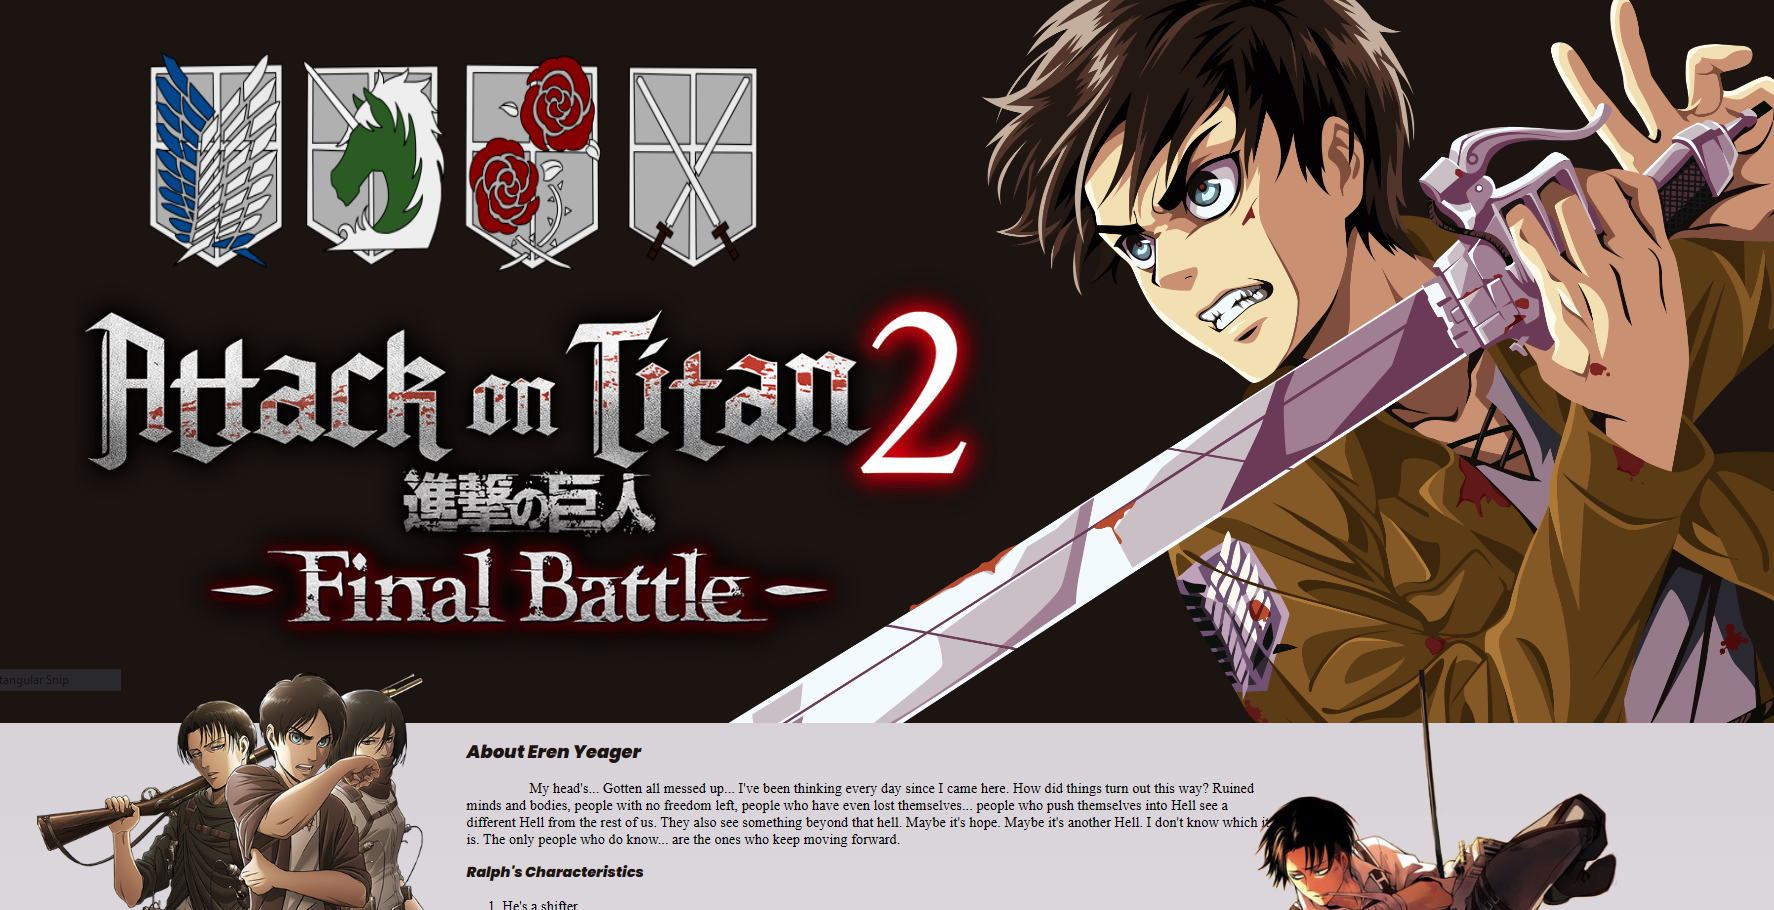 Attack on Titan 2
進撃の巨人
- Final Battle -
tangular Snip
About Eren Yeager
My head's... Gotten all messed up... I've been thinking every day since I came here. How did things turn out this way? Ruined
minds and bodies, people with no freedom left, people who have even lost themselves... people who push themselves into Hell see a
different Hell from the rest of us. They also see something beyond that hell. Maybe it's hope. Maybe it's another Hell. I don't know which it
is. The only people who do know... are the ones who keep moving forward.
Ralph's Characteristics
1. He's a shifter